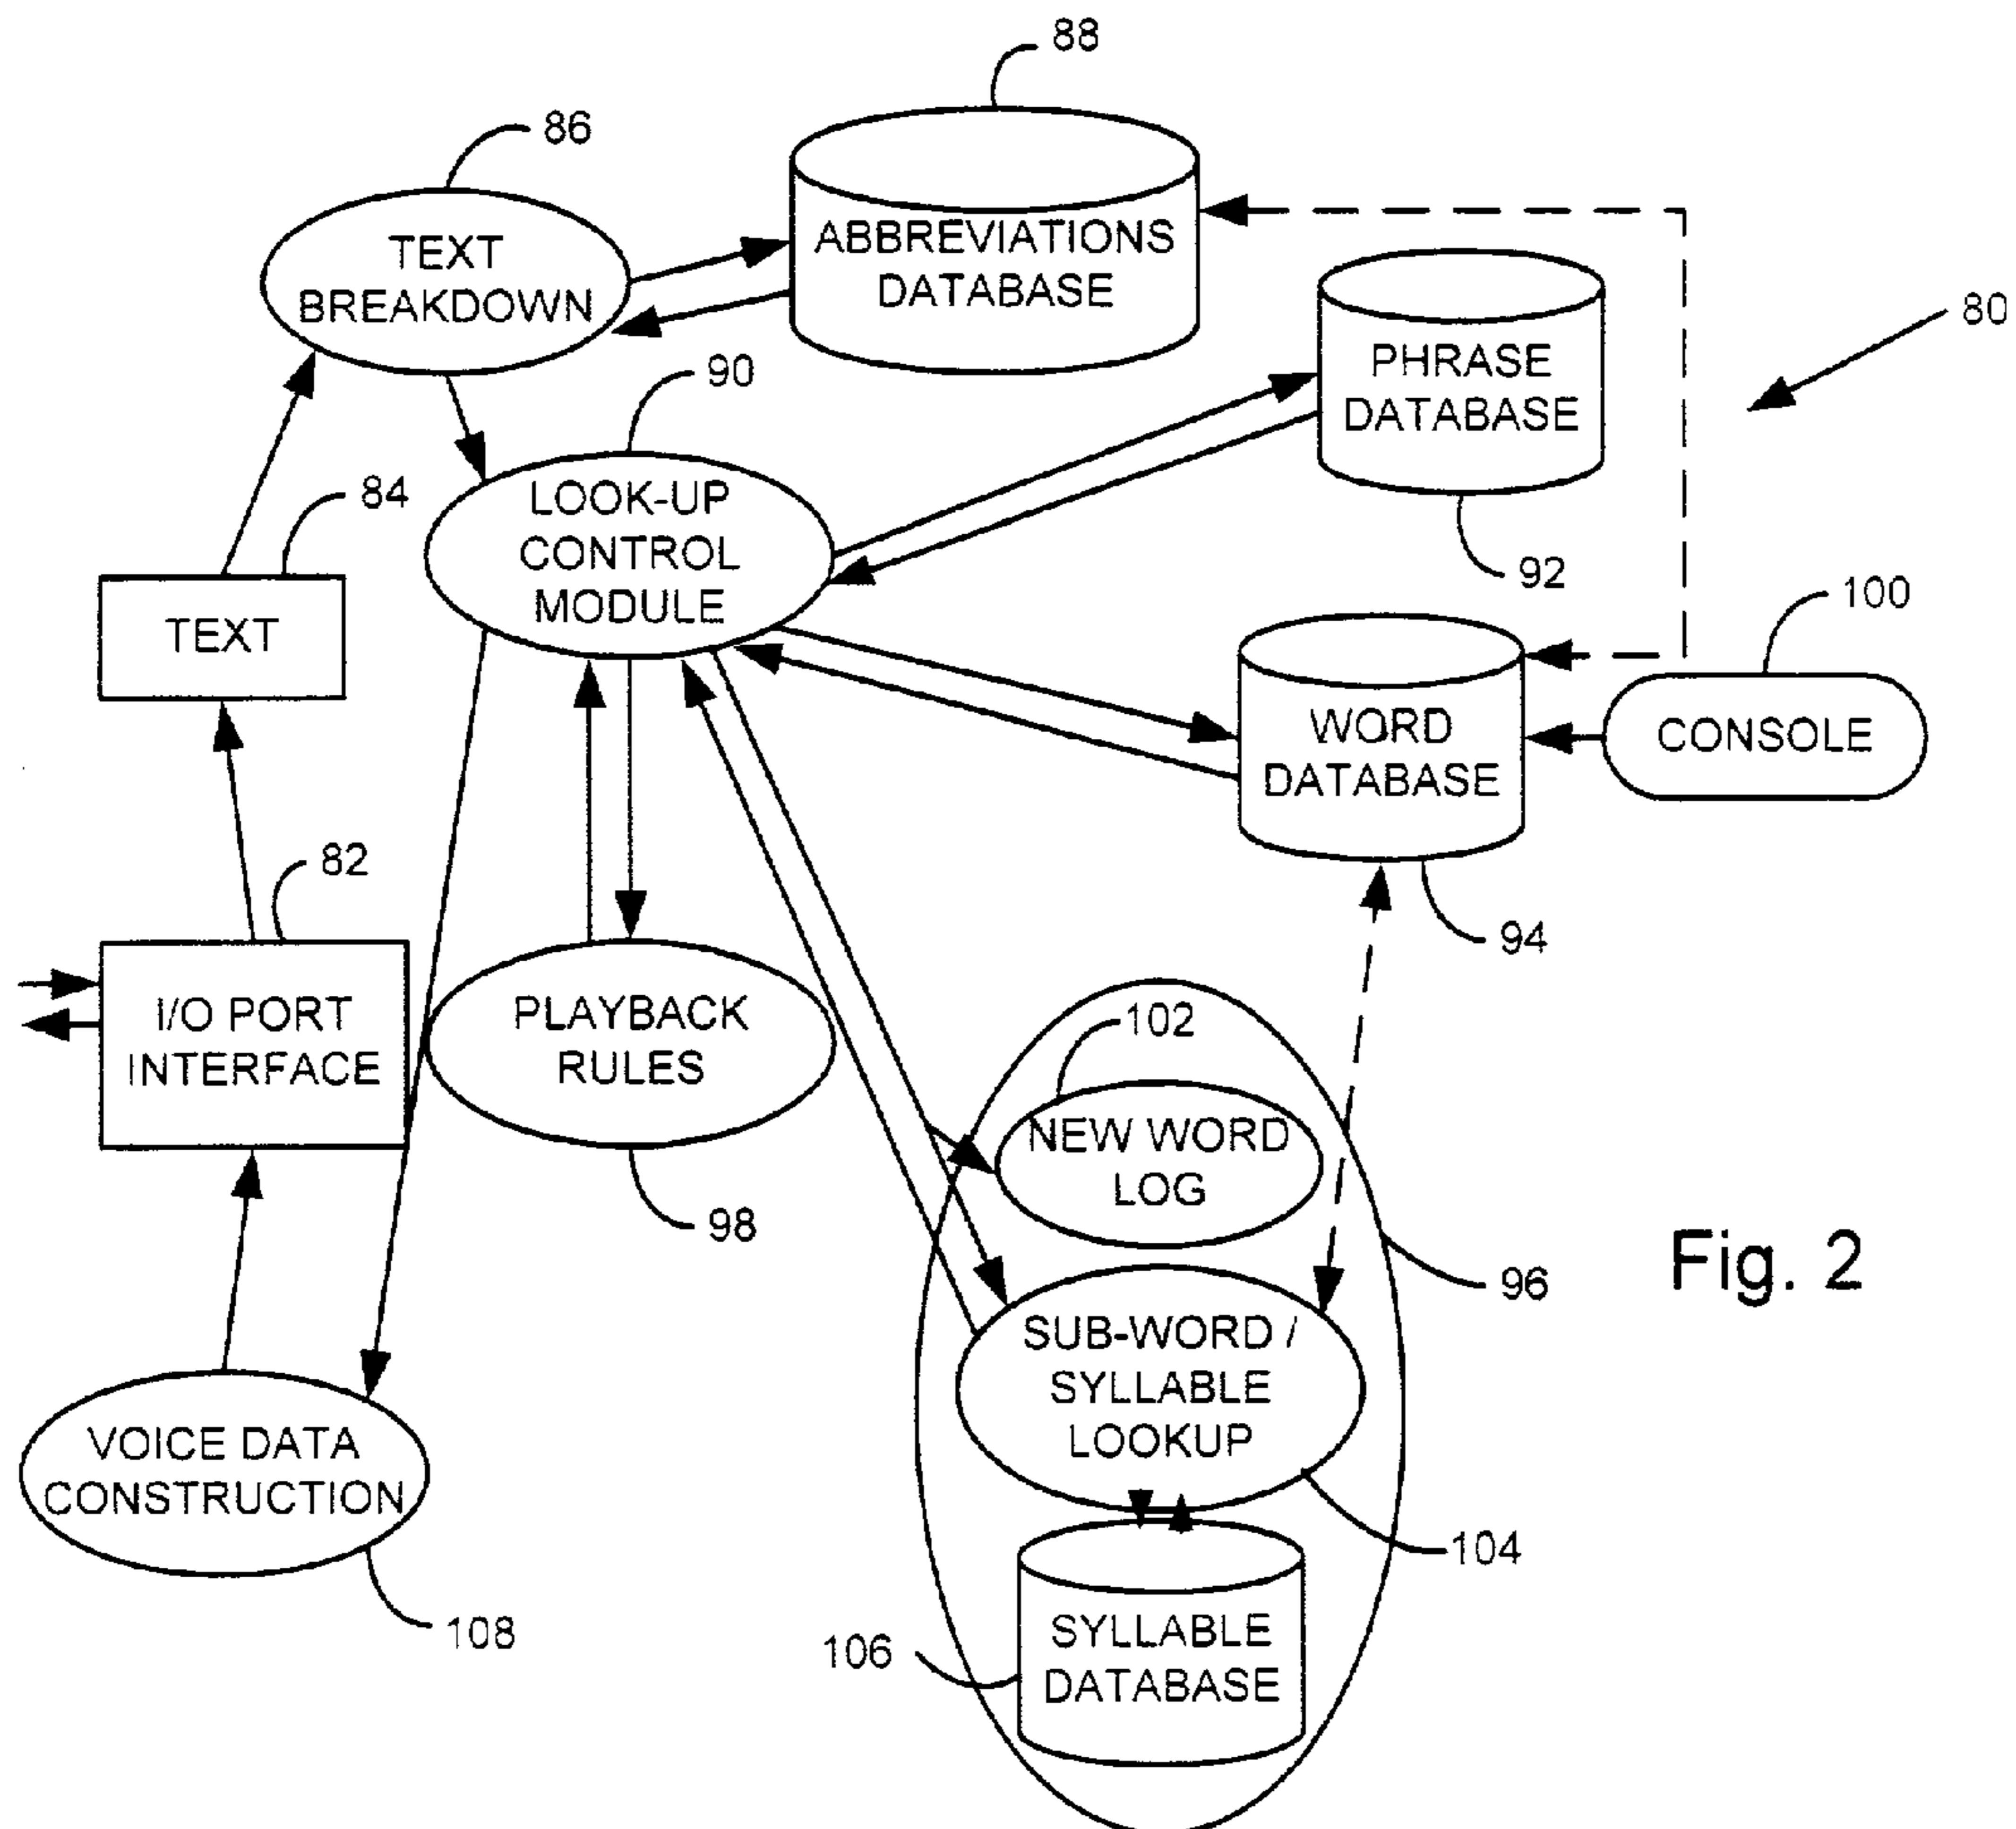 88
86
TEXT
BREAKDOWN
ABBREVIATIONS
DATABASE
80
PHRASE
DATABASE
90
84
LOOK-UP
CONTROL
MODULE
92
100
TEXT
WORD
DATABASE
CONSOLE
82
94
I/O PORT
INTERFACE
PLAYBACK
RULES
102
NEW WORD
LOG
98
96
Fig. 2
SUB-WORD /
SYLLABLE
LOOKUP
VOICE DATA
CONSTRUCTION
104
108
106
SYLLABLE
DATABASE